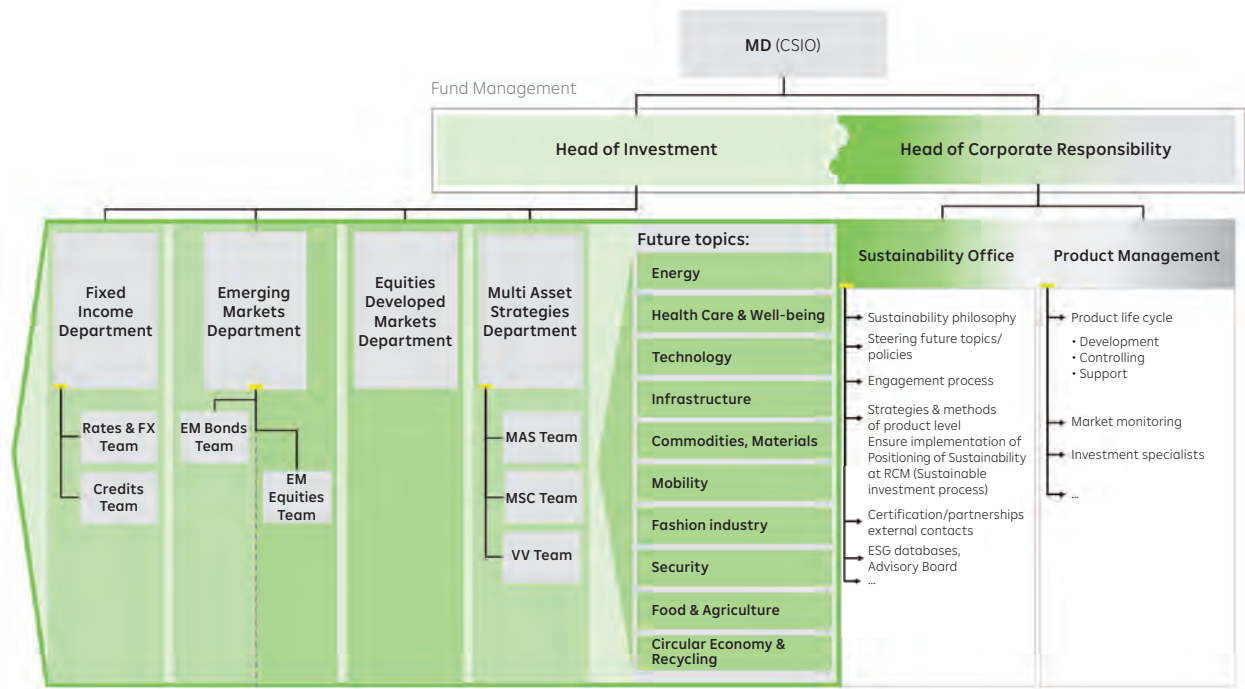 MD (CSIO)
Fund Management
Head of Investment
Head of Corporate Responsibility
Fixed
Income
Department
Rates & FX
Team
Credits
Team
Emerging
Markets
Department
EM Bonds
Team
EM
Equities
Team
Equities
Developed
Markets
Department
Multi Asset
Strategies
Department
MAS Team
MSC Team
VV Team
Future topics:
Energy
Health Care & Well-being
Technology
Infrastructure
Commodities, Materials
Mobility
Fashion industry
Security
Food & Agriculture
Circular Economy &
Recycling
Sustainability Office
Sustainability philosophy
Steering future topics/
policies
Engagement process
Strategies & methods
of product level
Ensure implementation of
Positioning of Sustainability
at RCM (Sustainable
investment process)
Certification/partnerships
external contacts
ESG databases,
Advisory Board
...
Product Management
Product life cycle
• Development
• Controlling
• Support
Market monitoring
Investment specialists
...